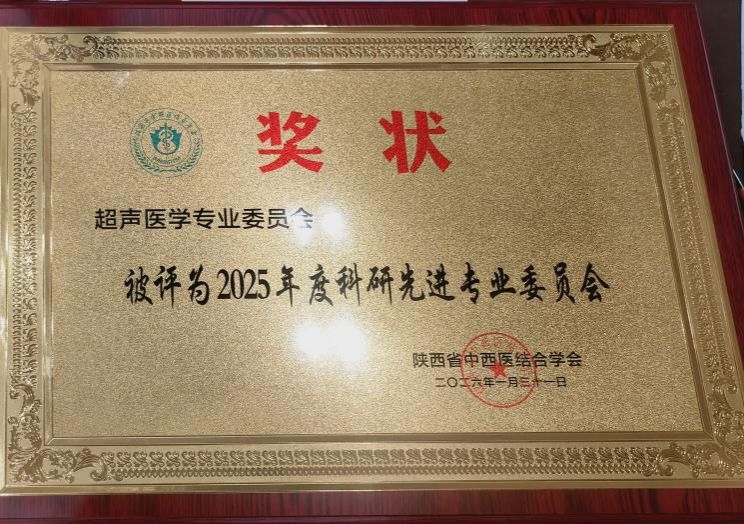 奖状
超声医学专业委员会
被评为2025年度科研先进专业委员会
陕西省中西医结合学会
二〇二六年一月三十一日